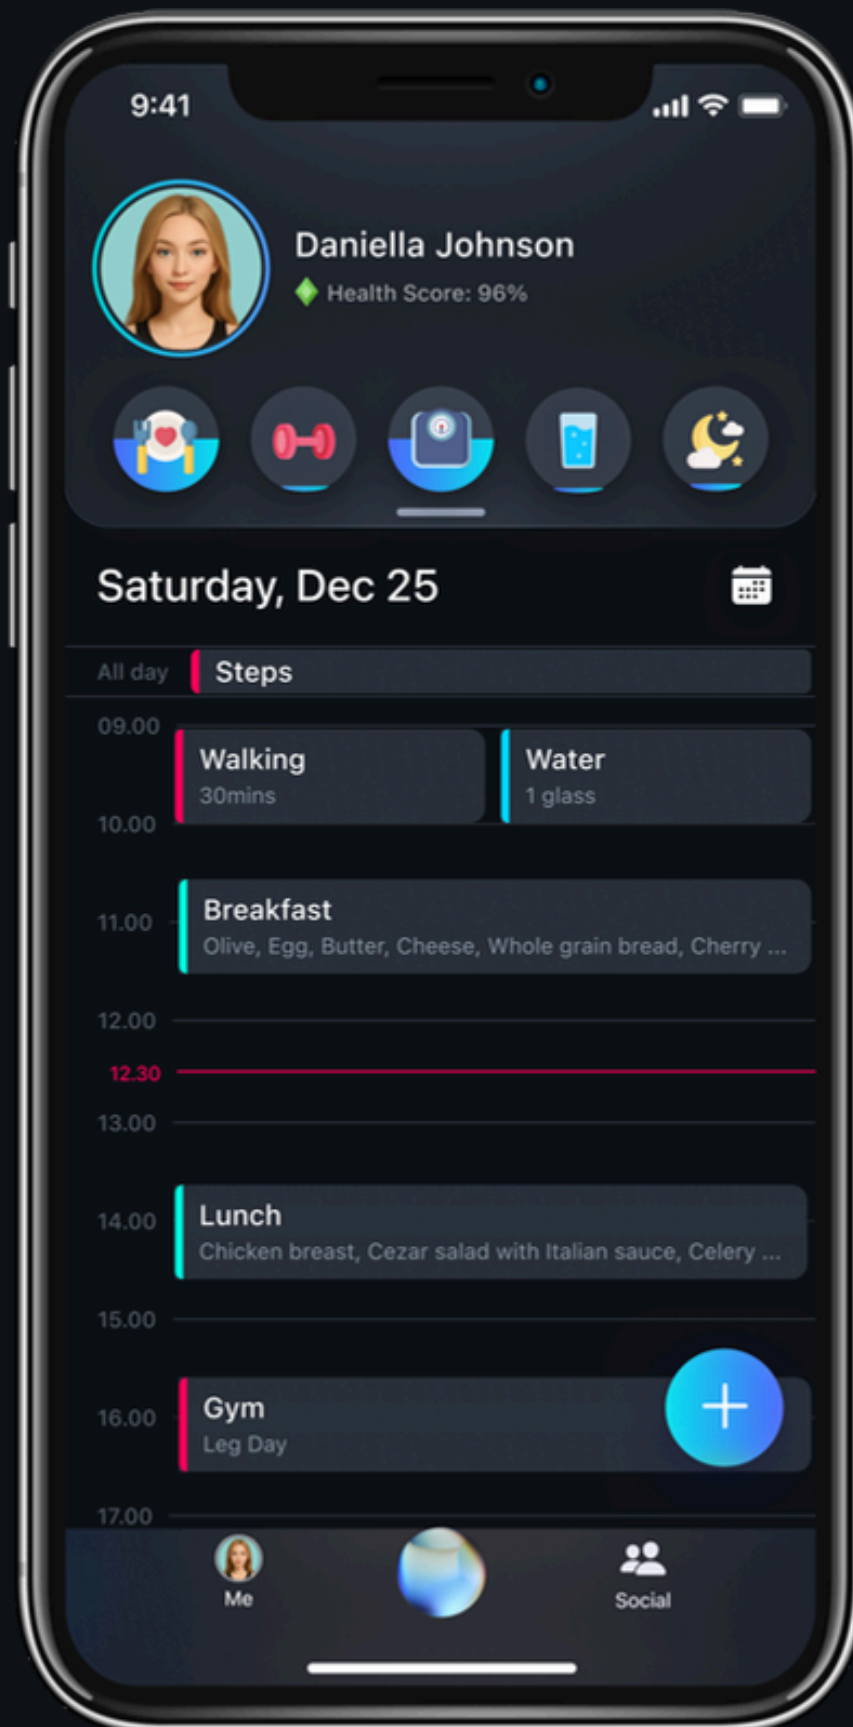 9:41
Daniella Johnson
Health Score: 96%
Saturday, Dec 25
All day
Steps
09.00
Walking
30mins
Water
1 glass
10.00
11.00
Breakfast
Olive, Egg, Butter, Cheese, Whole grain bread, Cherry ...
12.00
12.30
13.00
14.00
Lunch
Chicken breast, Cezar salad with Italian sauce, Celery ...
15.00
16.00
Gym
Leg Day
17.00
Me
Social